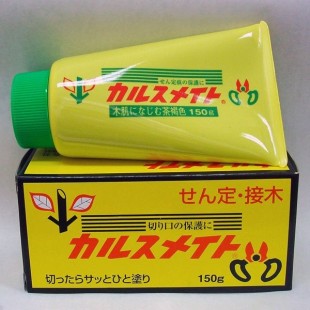 せん定後の保護に
カルスメイト®
木肌になじむ茶褐色 150g
せん定・接木
切り口の保護に
カルスメイト
切ったらサッとひと塗り
150g